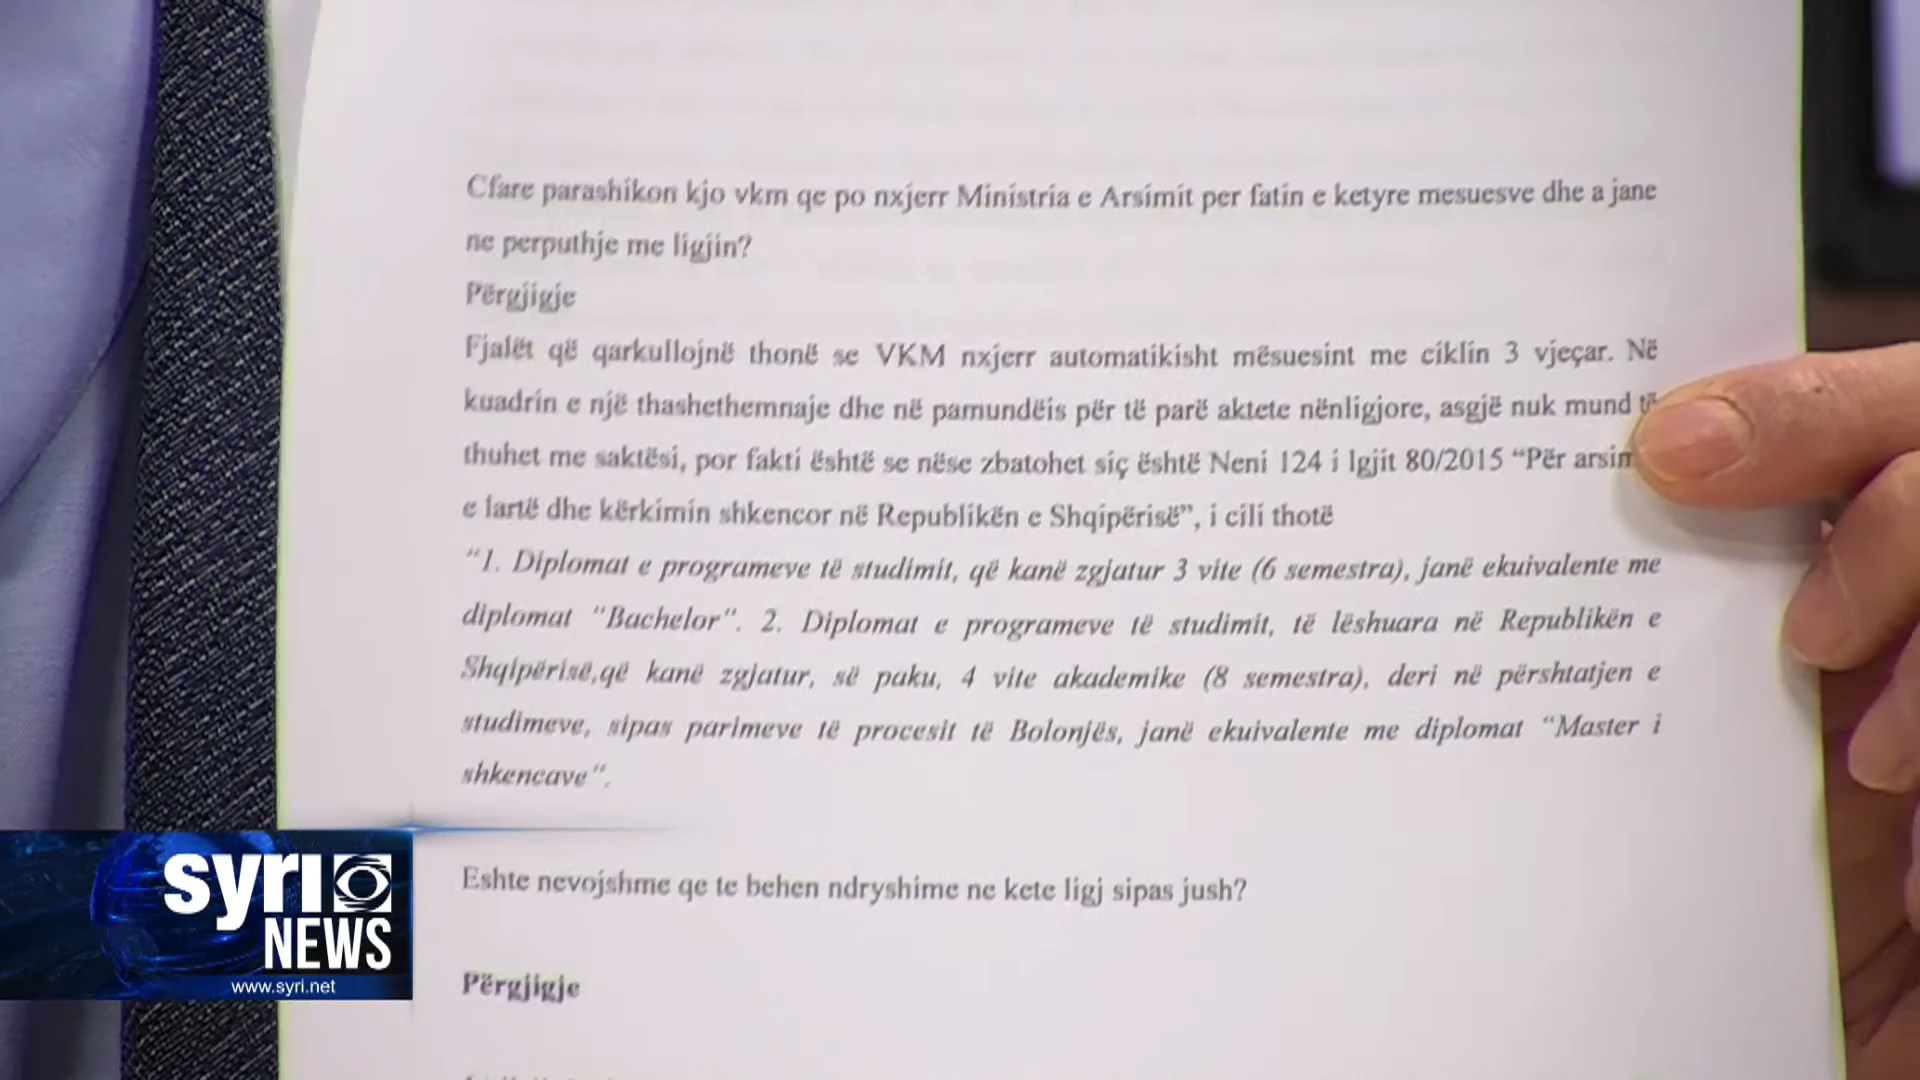 Cfare parashikon kjo vkm qe po nxjerr Ministria e Arsimit per fatin e ketyre mesuesve dhe a jane
ne perputhje me ligjin?
Përgjigje
Fjalët që qarkullojnë thonë se VKM nxjerr automatikisht mësuesint me ciklin 3 vjeçar. Në
kuadrin e një thashethemnaje dhe në pamundëis për të parë aktete nënligjore, asgjë nuk mund të
thuhet me saktësi, por fakti është se nëse zbatohet siç është Neni 124 i lgjit 80/2015 “Për arsim
e lartë dhe kërkimin shkencor në Republikën e Shqipërisë”, i cili thotë
“1. Diplomat e programeve të studimit, që kanë zgjatur 3 vite (6 semestra), janë ekuivalente me
diplomat “Bachelor”. 2. Diplomat e programeve të studimit, të lëshuara në Republikën e
Shqipërisë,që kanë zgjatur, së paku, 4 vite akademike (8 semestra), deri në përshtatjen e
studimeve, sipas parimeve të procesit të Bolonjës, janë ekuivalente me diplomat “Master i
shkencave”.
Eshte nevojshme qe te behen ndryshime ne kete ligj sipas jush?
Përgjigje
syri
NEWS
www.syri.net